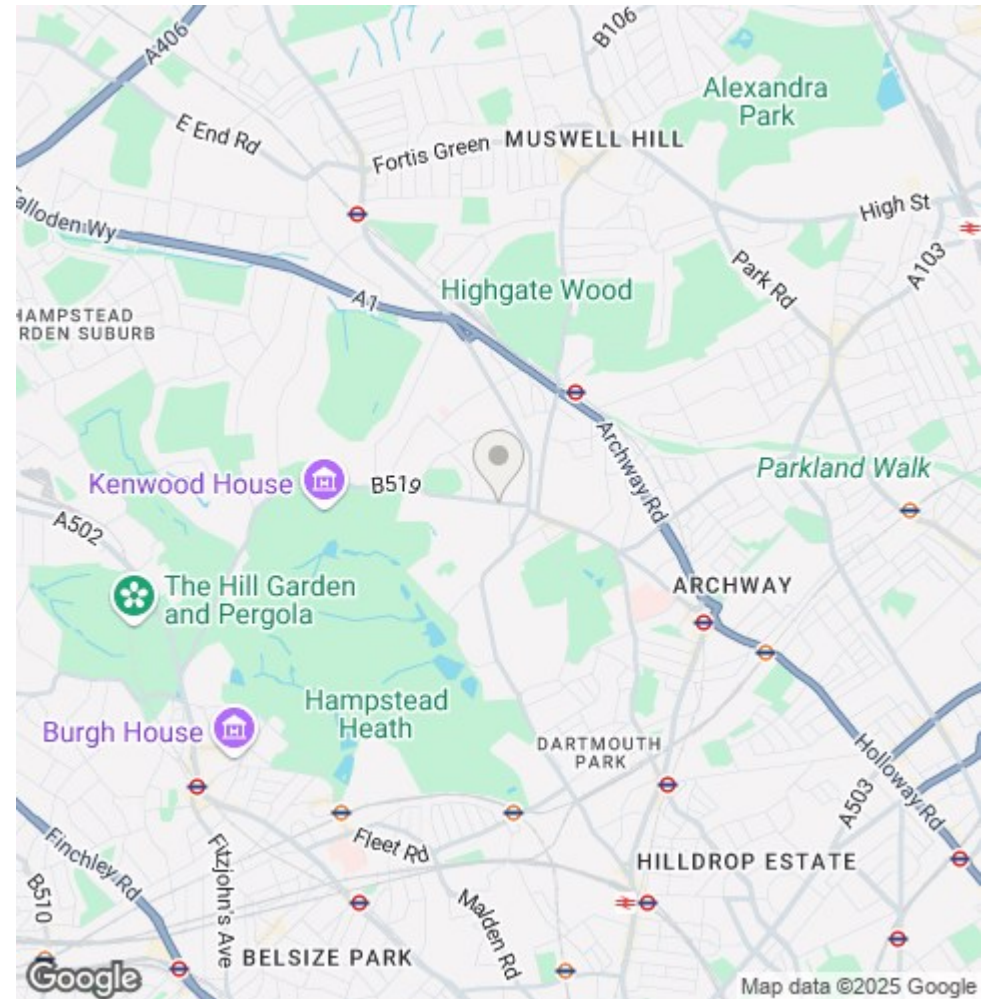 A406
B106
Alexandra
Park
E End Rd
Fortis Green
MUSWELL HILL
High St
alloden Wy
A103
Park Rd
A1
Highgate Wood
HAMPSTEAD
RDEN SUBURB
Archway Rd
Parkland Walk
Kenwood House
B519
A502
The Hill Garden
and Pergola
ARCHWAY
Hampstead
Heath
Burgh House
DARTMOUTH
PARK
Holloway Rd
A503
Finchley Rd
Fleet Rd
Fitzjohn's Ave
HILLDROP ESTATE
B510
Malden Rd
BELSIZE PARK
Google
Map data ©2025 Google